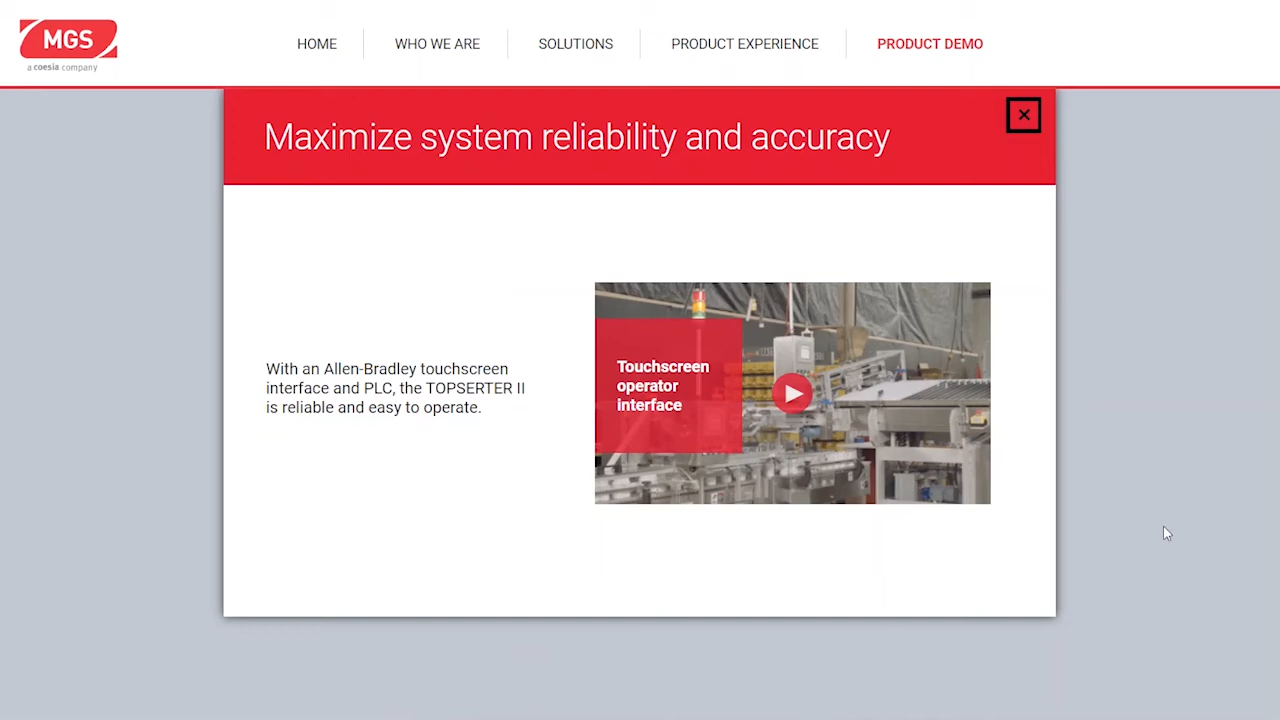 MGS
a coesia company
HOME
WHO WE ARE
SOLUTIONS
PRODUCT EXPERIENCE
PRODUCT DEMO
Maximize system reliability and accuracy
With an Allen-Bradley touchscreen
interface and PLC, the TOPSERTER II
is reliable and easy to operate.
Touchscreen
operator
interface